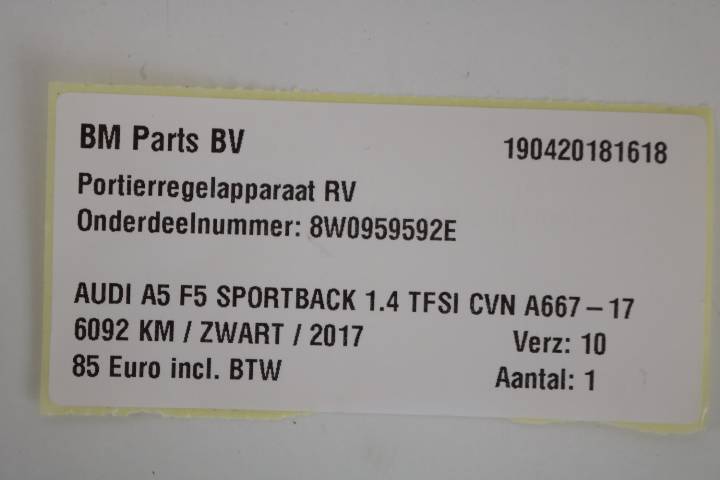 BM Parts BV 190420181618
Portierregelapparaat RV
Onderdeelnummer: 8W0959592E
AUDI A5 F5 SPORTBACK 1.4 TFSI CVN A667 – 17
6092 KM / ZWART / 2017 Verz: 10
85 Euro incl. BTW Aantal: 1